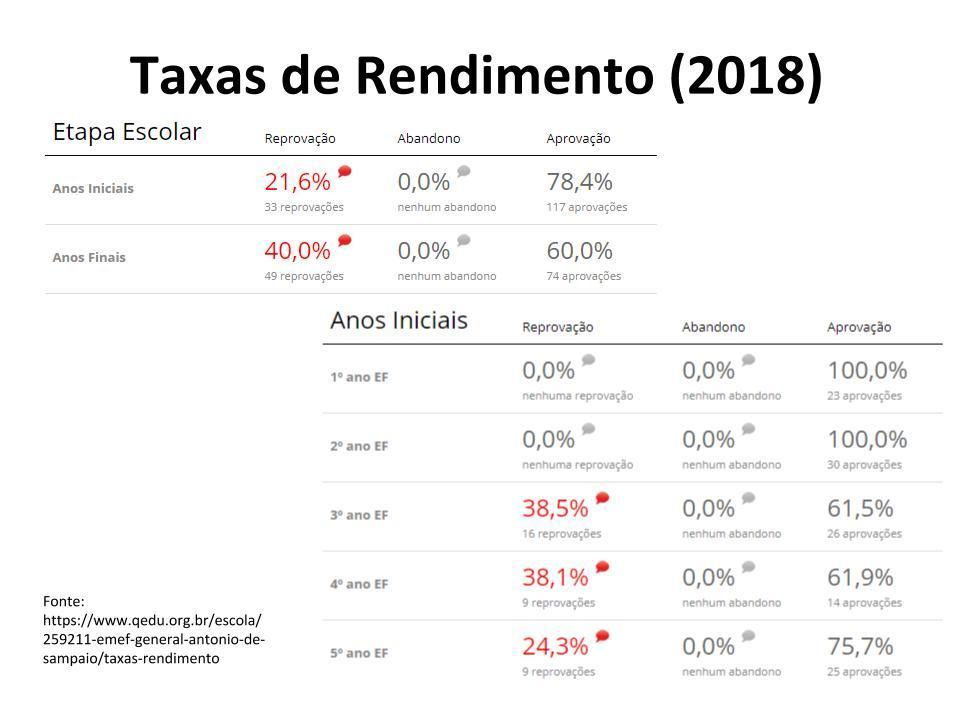 Taxas de Rendimento (2018)
Etapa Escolar Reprovação Abandono Aprovação
Anos Iniciais 21,6% 0,0% 78,4%
33 reprovações nenhum abandono 117 aprovações
Anos Finais 40,0% 0,0% 60,0%
49 reprovações nenhum abandono 74 aprovações
Anos Iniciais Reprovação Abandono Aprovação
1º ano EF 0,0% 0,0% 100,0%
nenhuma reprovação nenhum abandono 23 aprovações
2º ano EF 0,0% 0,0% 100,0%
nenhuma reprovação nenhum abandono 30 aprovações
3º ano EF 38,5% 0,0% 61,5%
16 reprovações nenhum abandono 26 aprovações
4º ano EF 38,1% 0,0% 61,9%
9 reprovações nenhum abandono 14 aprovações
5º ano EF 24,3% 0,0% 75,7%
9 reprovações nenhum abandono 25 aprovações
Fonte:
https://www.qedu.org.br/escola/
259211-emef-general-antonio-de-
sampaio/taxas-rendimento